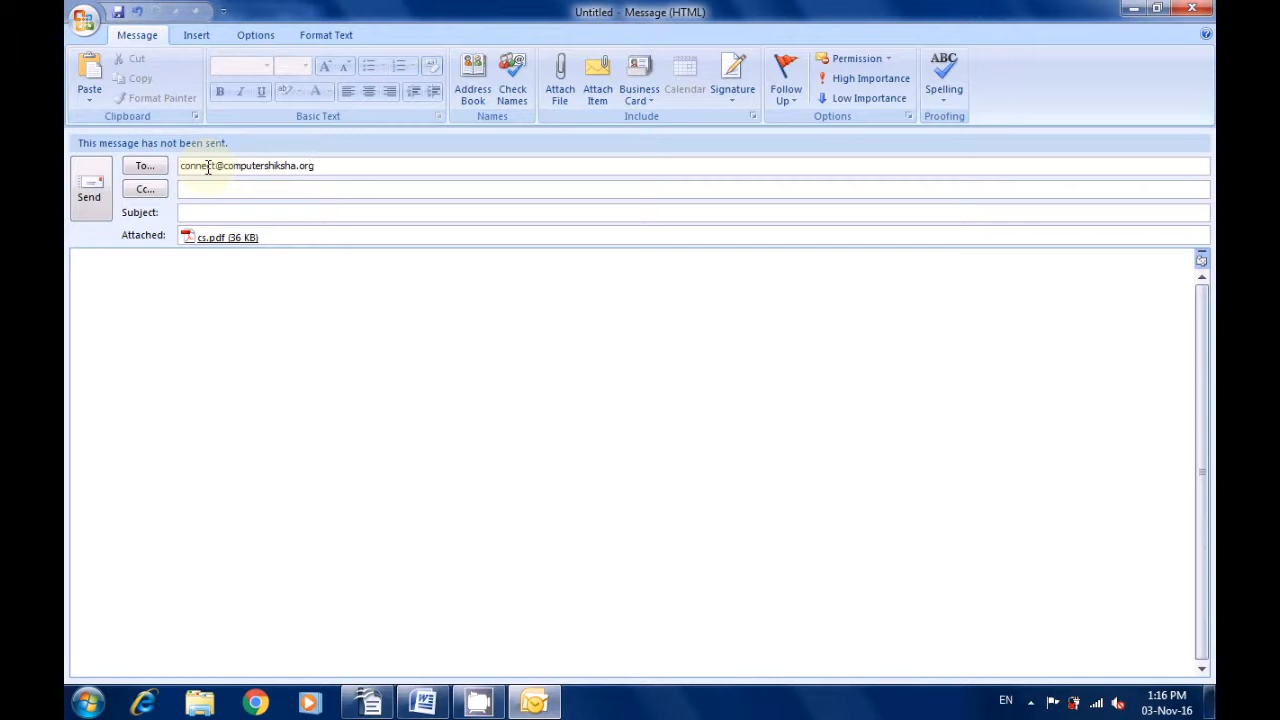 Untitled - Message (HTML)
Message Insert Options Format Text
Paste
Cut
Copy
Format Painter
Clipboard
B I U
Basic Text
Address Book
Check Names
Names
Attach File
Attach Item
Business Card
Calendar
Signature
Include
Follow Up
Permission
High Importance
Low Importance
Options
ABC
Spelling
Proofing
This message has not been sent.
Send
To... connect@computershiksha.org
Cc...
Subject:
Attached: cs.pdf (36 KB)
EN
1:16 PM
03-Nov-16